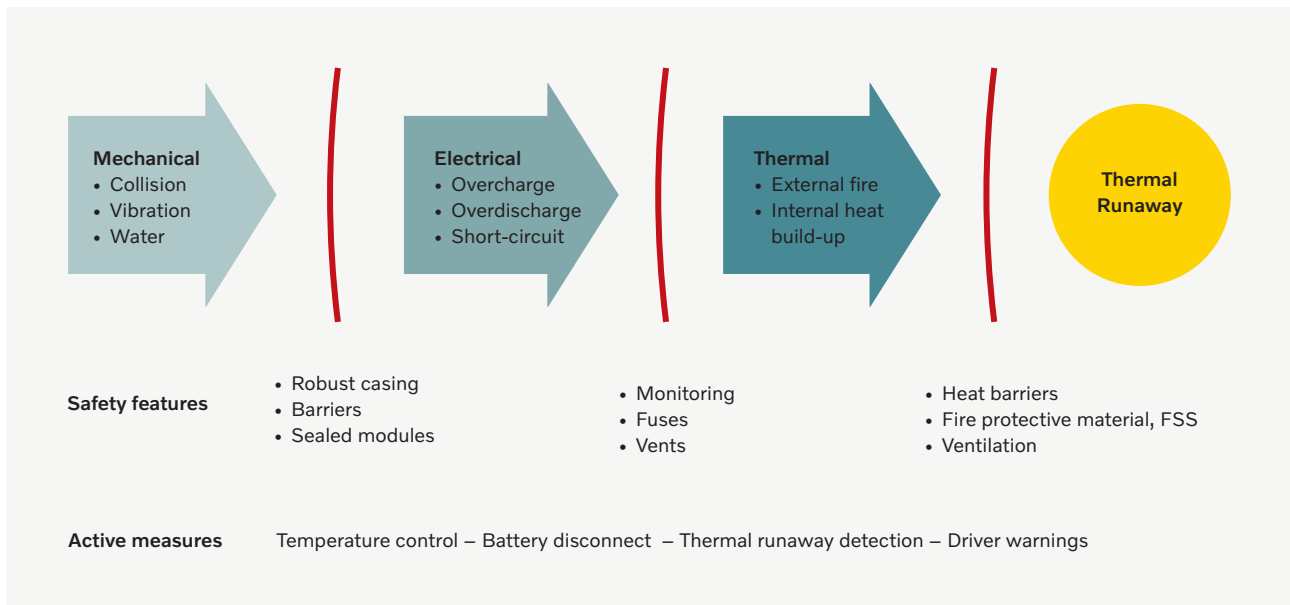 Mechanical
• Collision
• Vibration
• Water
Electrical
• Overcharge
• Overdischarge
• Short-circuit
Thermal
• External fire
• Internal heat
build-up
Thermal
Runaway
Safety features
• Robust casing
• Barriers
• Sealed modules
• Monitoring
• Fuses
• Vents
• Heat barriers
• Fire protective material, FSS
• Ventilation
Active measures
Temperature control – Battery disconnect – Thermal runaway detection – Driver warnings